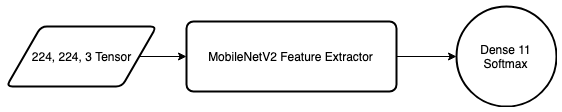 224, 224, 3 Tensor
MobileNetV2 Feature Extractor
Dense 11
Softmax